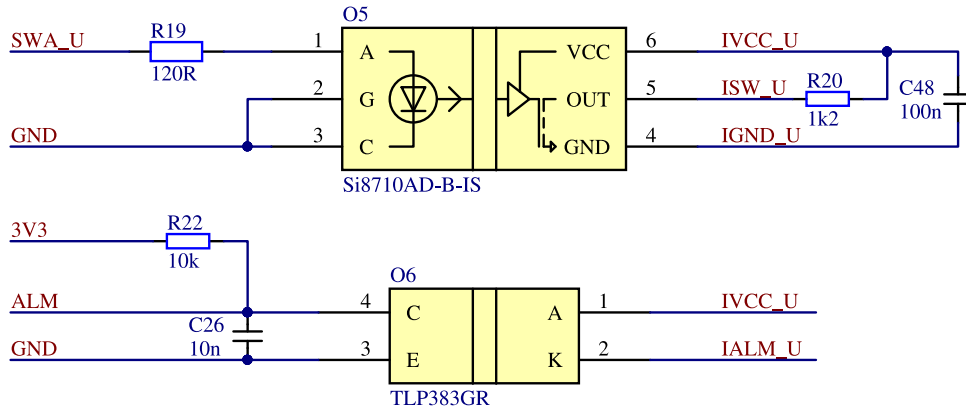 O5
SWA_U
R19
120R
1
A
VCC
6
IVCC_U
2
G
OUT
5
ISW_U
R20
1k2
C48
100n
GND
3
C
GND
4
IGND_U
Si8710AD-B-IS
3V3
R22
10k
O6
ALM
4
C
A
1
IVCC_U
C26
10n
GND
3
E
K
2
IALM_U
TLP383GR